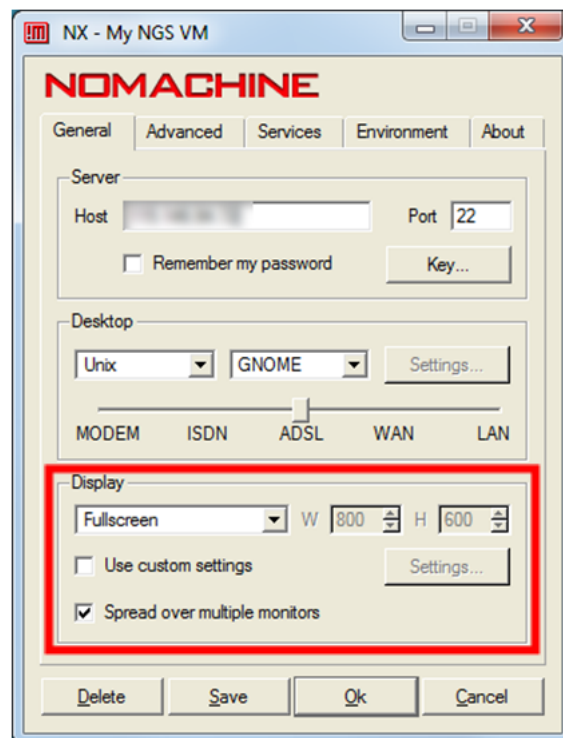 NX - My NGS VM
NOMACHINE
General Advanced Services Environment About
Server
Host Port 22
Remember my password Key...
Desktop
Unix GNOME Settings...
MODEM ISDN ADSL WAN LAN
Display
Fullscreen W 800 H 600
Use custom settings Settings...
Spread over multiple monitors
Delete Save Ok Cancel